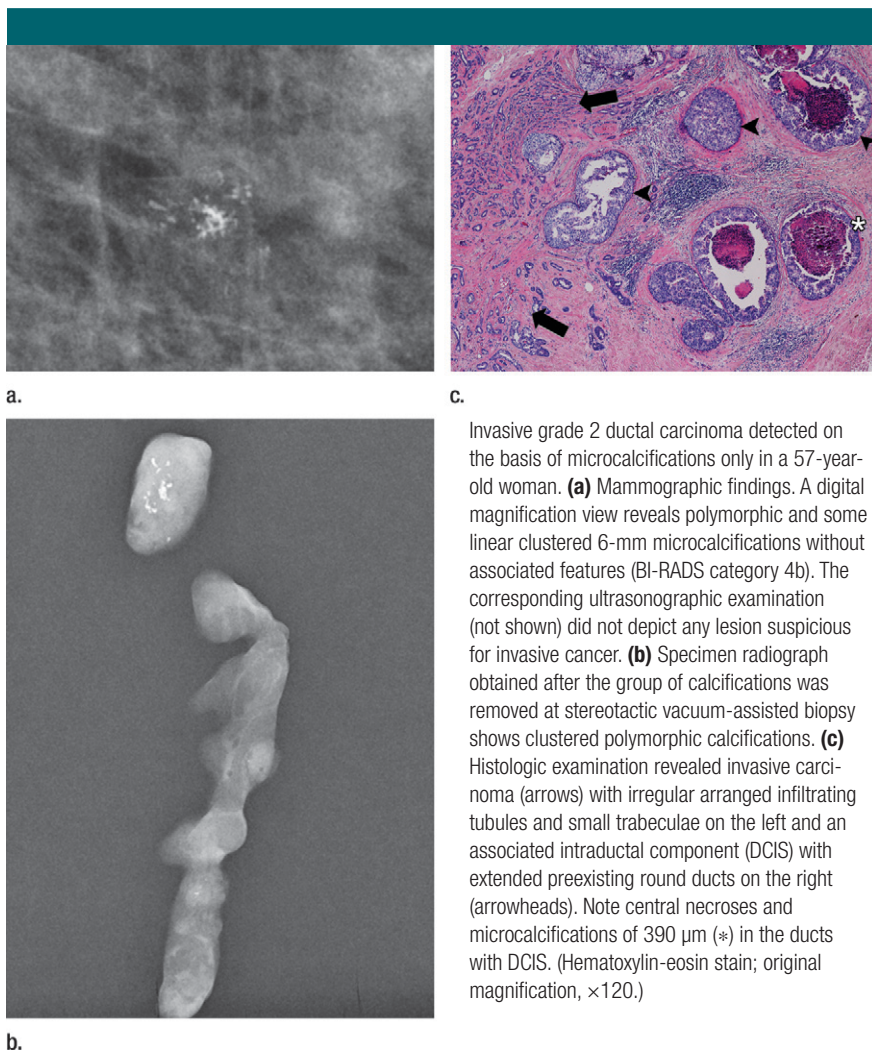 a.
c.
b.
Invasive grade 2 ductal carcinoma detected on
the basis of microcalcifications only in a 57-year-
old woman. (a) Mammographic findings. A digital
magnification view reveals polymorphic and some
linear clustered 6-mm microcalcifications without
associated features (BI-RADS category 4b). The
corresponding ultrasonographic examination
(not shown) did not depict any lesion suspicious
for invasive cancer. (b) Specimen radiograph
obtained after the group of calcifications was
removed at stereotactic vacuum-assisted biopsy
shows clustered polymorphic calcifications. (c)
Histologic examination revealed invasive carci-
noma (arrows) with irregular arranged infiltrating
tubules and small trabeculae on the left and an
associated intraductal component (DCIS) with
extended preexisting round ducts on the right
(arrowheads). Note central necroses and
microcalcifications of 390 µm (*) in the ducts
with DCIS. (Hematoxylin-eosin stain; original
magnification, ×120.)